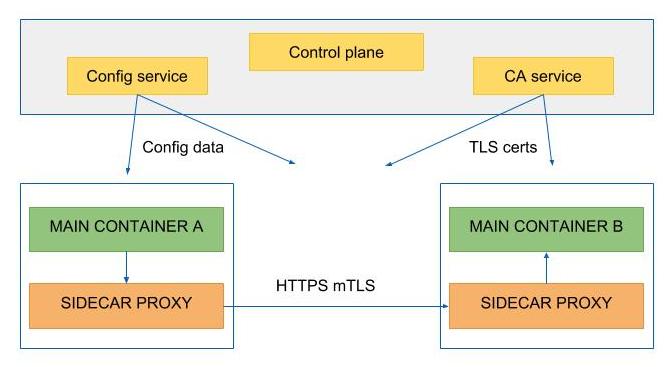 Control plane
Config service
CA service
Config data
TLS certs
MAIN CONTAINER A
MAIN CONTAINER B
HTTPS mTLS
SIDECAR PROXY
SIDECAR PROXY